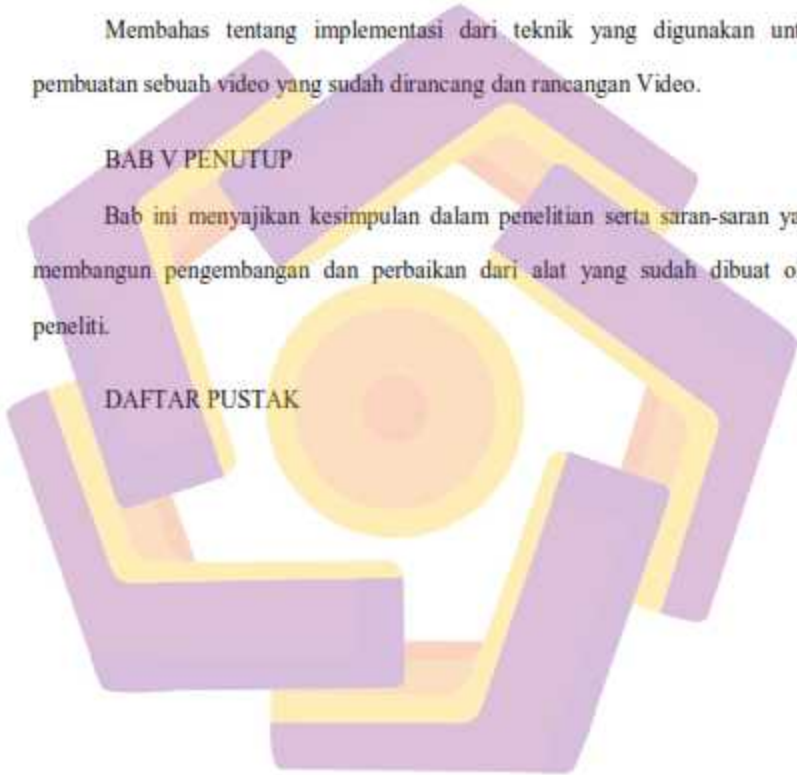 Membahas tentang implementasi dari teknik yang digunakan unt
pembuatan sebuah video yang sudah dirancang dan rancangan Video.
BAB V PENUTUP
Bab ini menyajikan kesimpulan dalam penelitian serta saran-saran ya
membangun pengembangan dan perbaikan dari alat yang sudah dibuat o
peneliti.
DAFTAR PUSTAK